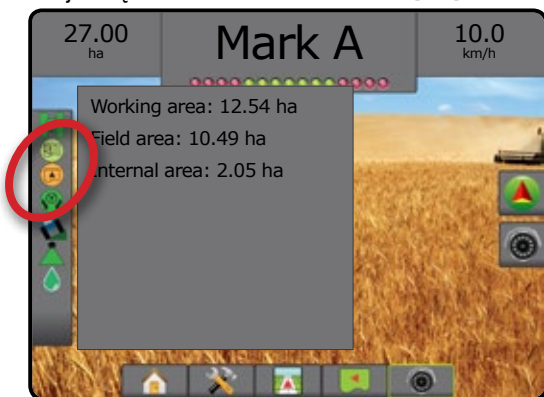 27.00
ha
Mark A
10.0
km/h
Working area: 12.54 ha
Field area: 10.49 ha
Internal area: 2.05 ha